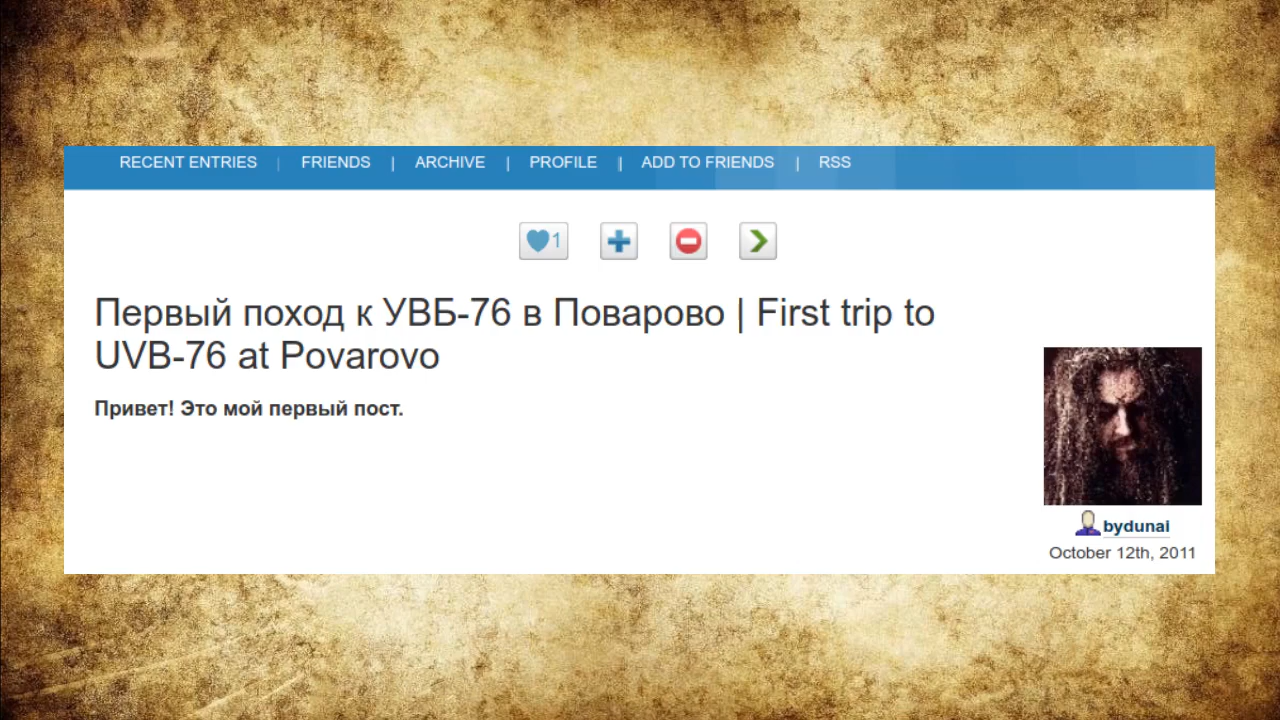 RECENT ENTRIES | FRIENDS | ARCHIVE | PROFILE | ADD TO FRIENDS | RSS
1
Первый поход к УВБ-76 в Поварово | First trip to
UVB-76 at Povarovo
Привет! Это мой первый пост.
bydunai
October 12th, 2011